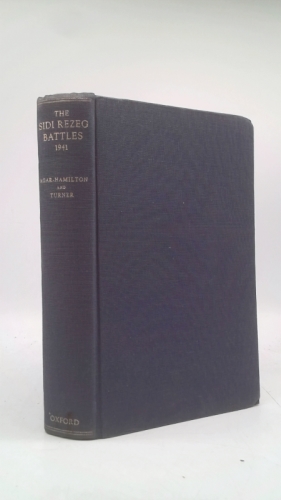 THE
SIDI REZEG
BATTLES
1941
AGAR-HAMILTON
AND
TURNER
OXFORD